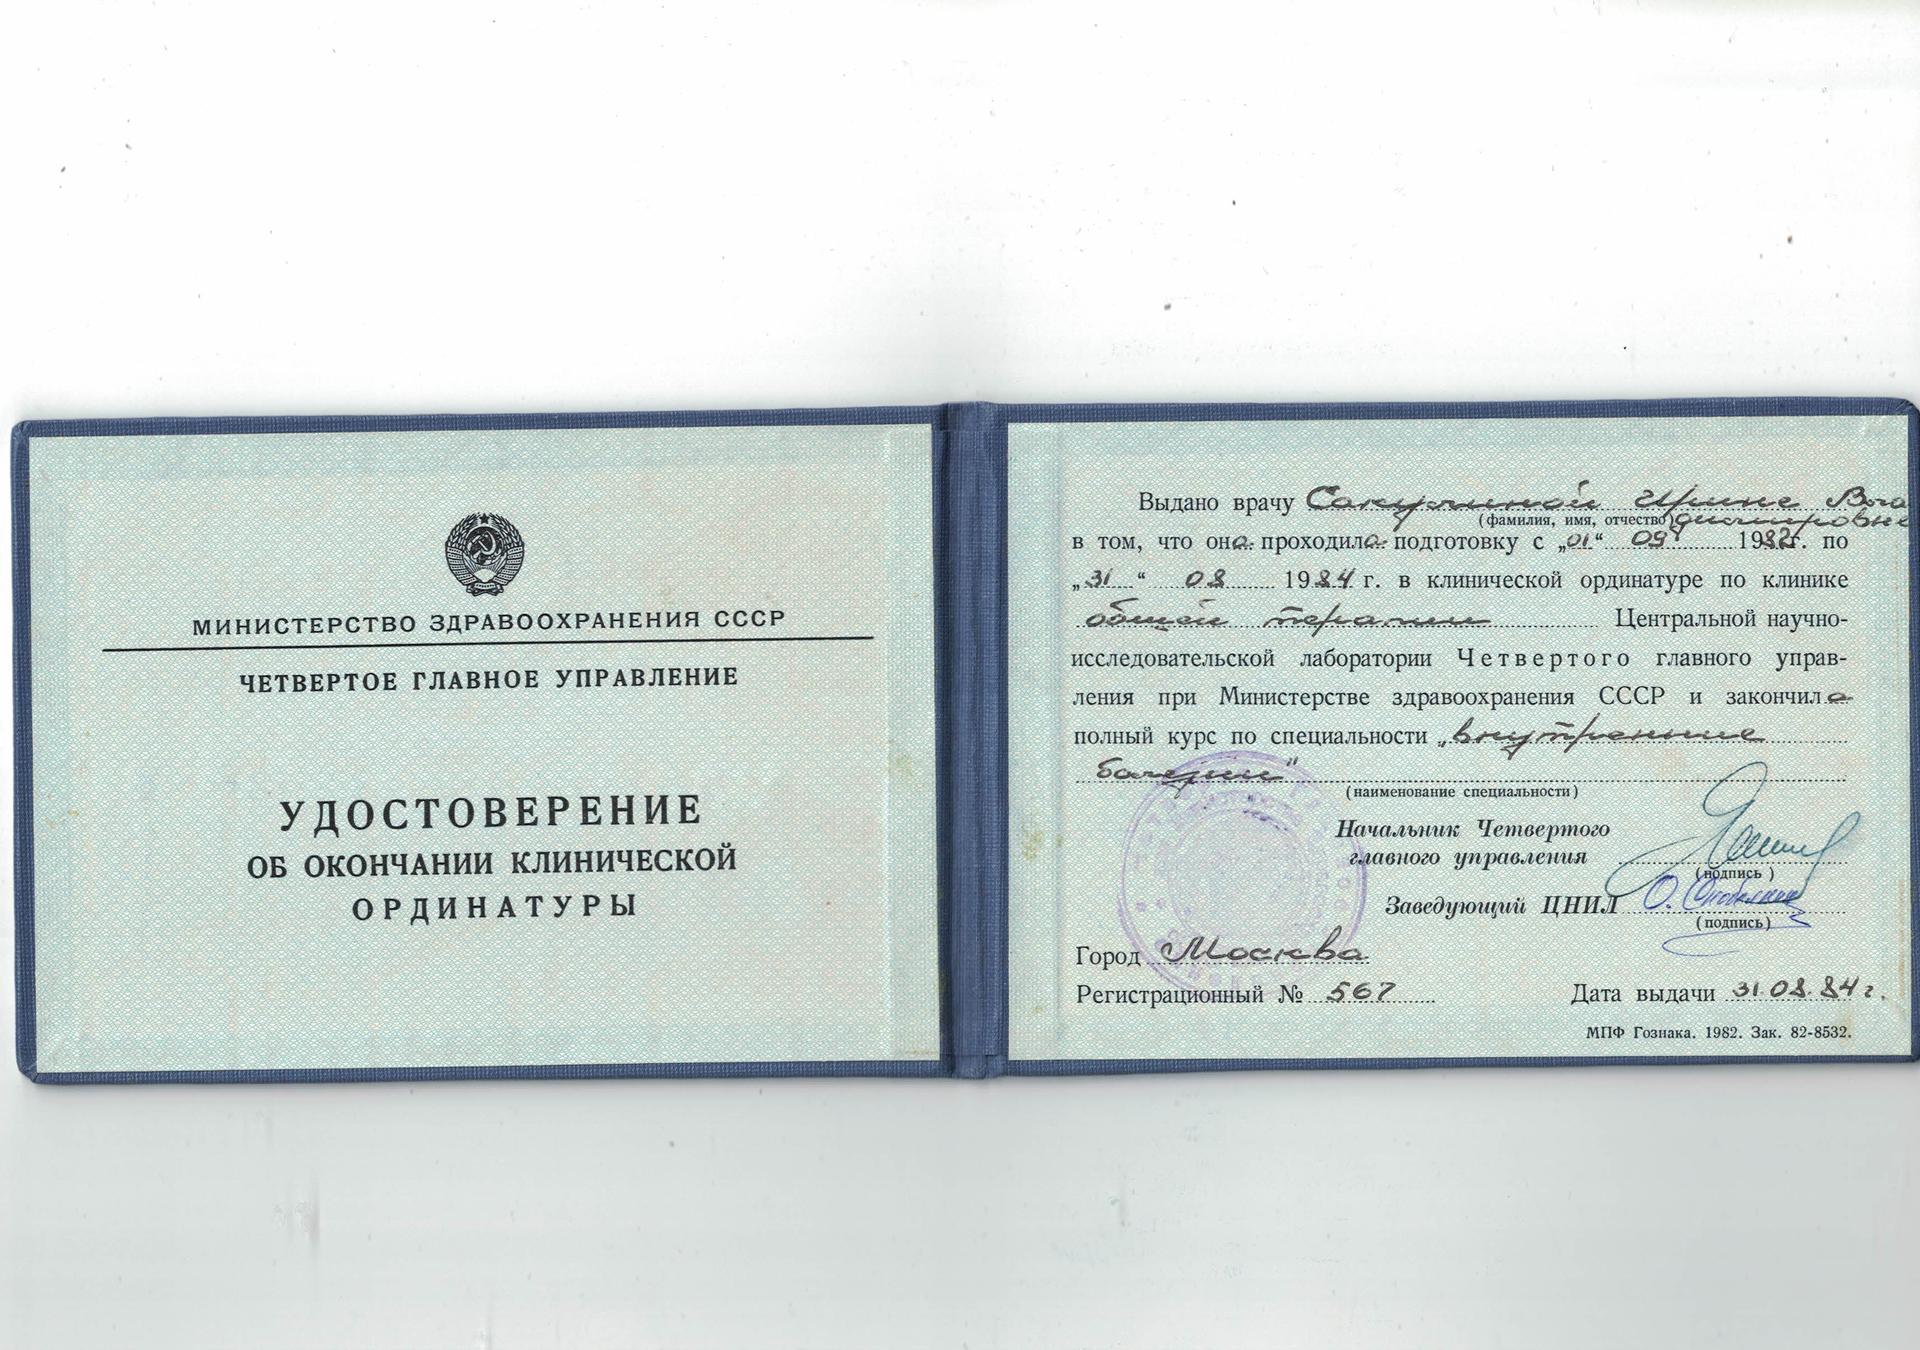 МИНИСТЕРСТВО ЗДРАВООХРАНЕНИЯ СССР
ЧЕТВЕРТОЕ ГЛАВНОЕ УПРАВЛЕНИЕ
УДОСТОВЕРЕНИЕ
ОБ ОКОНЧАНИИ КЛИНИЧЕСКОЙ
ОРДИНАТУРЫ
Выдано врачу Сакучиной Ирине Вла
(фамилия, имя, отчество) димировне
в том, что она проходила подготовку с „01“ 09 1982г. по
„31“ 08 1984 г. в клинической ординатуре по клинике
общей терапии Центральной научно-
исследовательской лаборатории Четвертого главного управ-
ления при Министерстве здравоохранения СССР и закончила
полный курс по специальности „внутренние
болезни"
(наименование специальности)
Начальник Четвертого
главного управления
(подпись)
Заведующий ЦНИЛ
(подпись)
Город Москва
Регистрационный № 567 Дата выдачи 31.08.84 г.
МПФ Гознака. 1982. Зак. 82-8532.